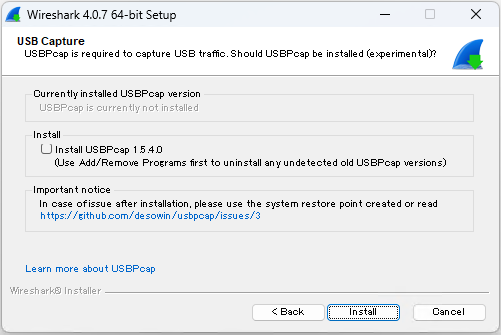 Wireshark 4.0.7 64-bit Setup
USB Capture
USBPcap is required to capture USB traffic. Should USBPcap be installed (experimental)?
Currently installed USBPcap version
USBPcap is currently not installed
Install
Install USBPcap 1.5.4.0
(Use Add/Remove Programs first to uninstall any undetected old USBPcap versions)
Important notice
In case of issue after installation, please use the system restore point created or read
https://github.com/desowin/usbpcap/issues/3
Learn more about USBPcap
Wireshark® Installer
< Back Install Cancel